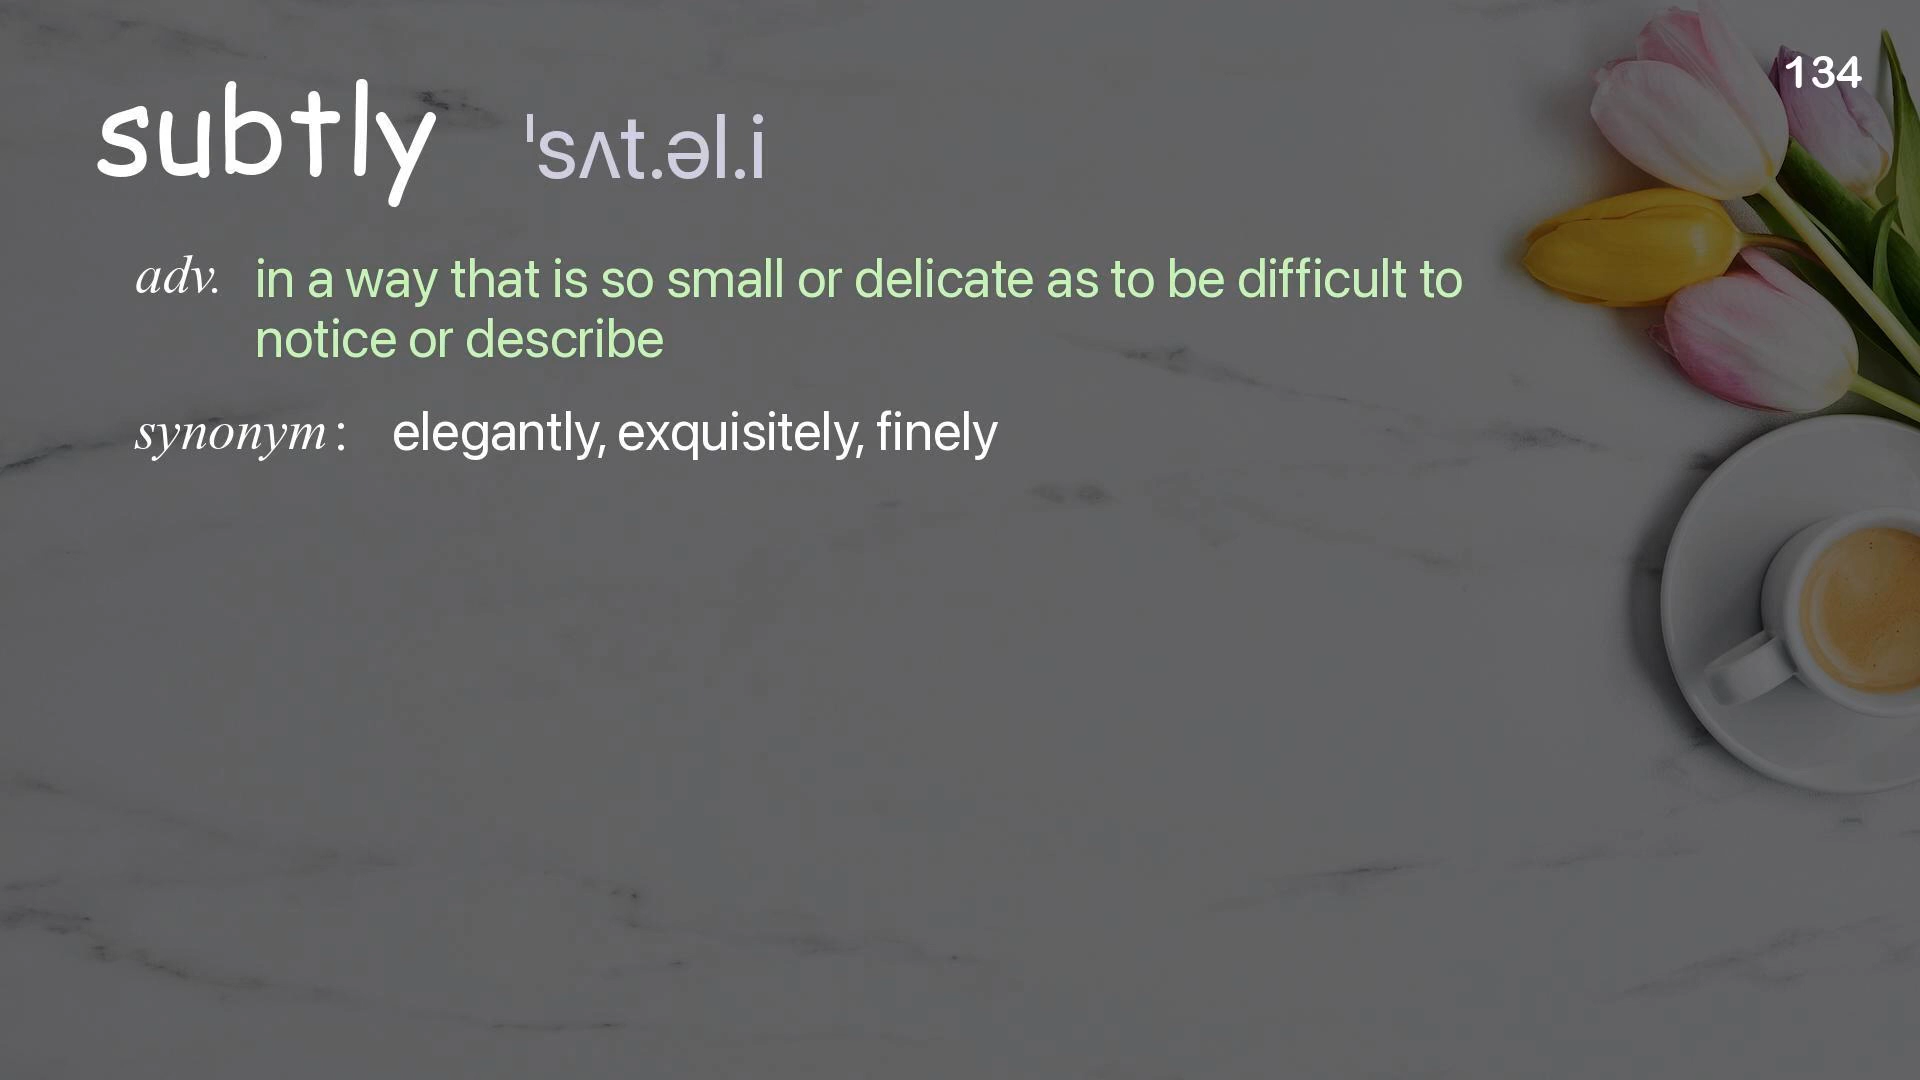 134
subtly ˈsʌt.əl.i
adv. in a way that is so small or delicate as to be difficult to
notice or describe
synonym: elegantly, exquisitely, finely